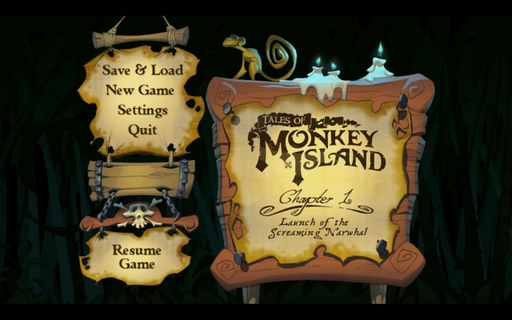 Save & Load
New Game
Settings
Quit
Resume
Game
TALES OF
MONKEY
ISLAND
Chapter 1
Launch of the
Screaming Narwhal